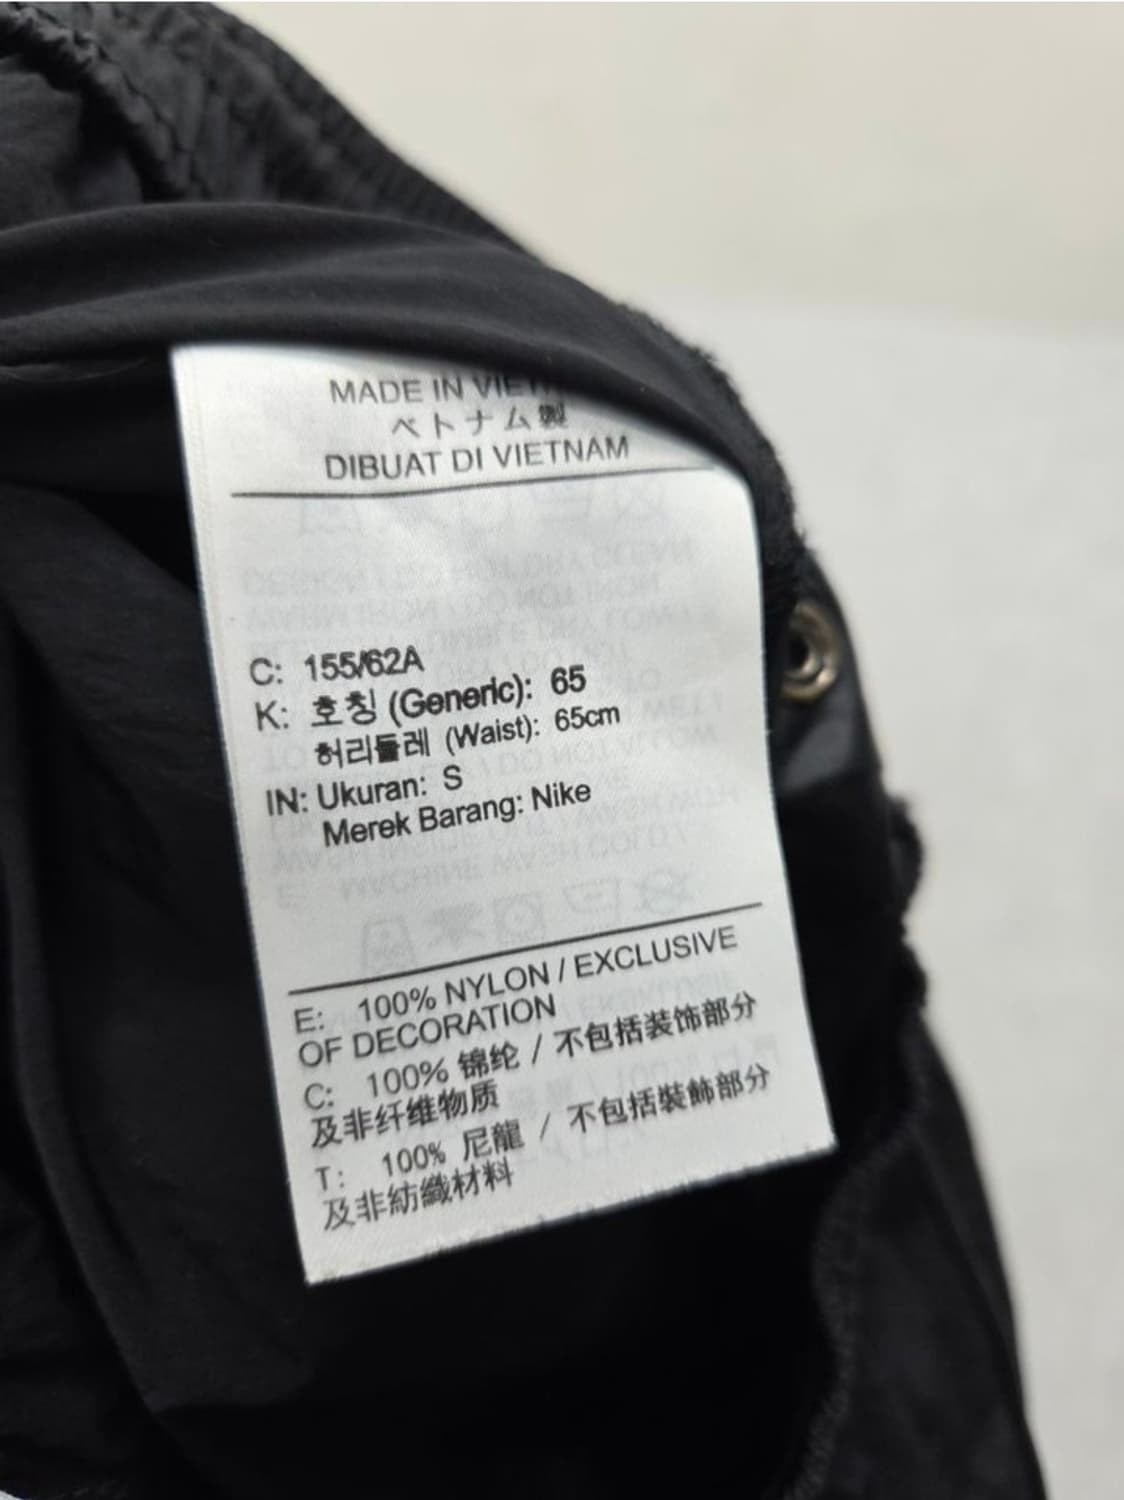 MADE IN VIETN
ベトナム製
DIBUAT DI VIETNAM
C: 155/62A
K: 호칭 (Generic): 65
허리둘레 (Waist): 65cm
IN: Ukuran: S
Merek Barang: Nike
E: 100% NYLON / EXCLUSIVE
OF DECORATION
C: 100% 锦纶 / 不包括装饰部分
及非纤维物质
T: 100% 尼龍 / 不包括裝飾部分
及非紡織材料